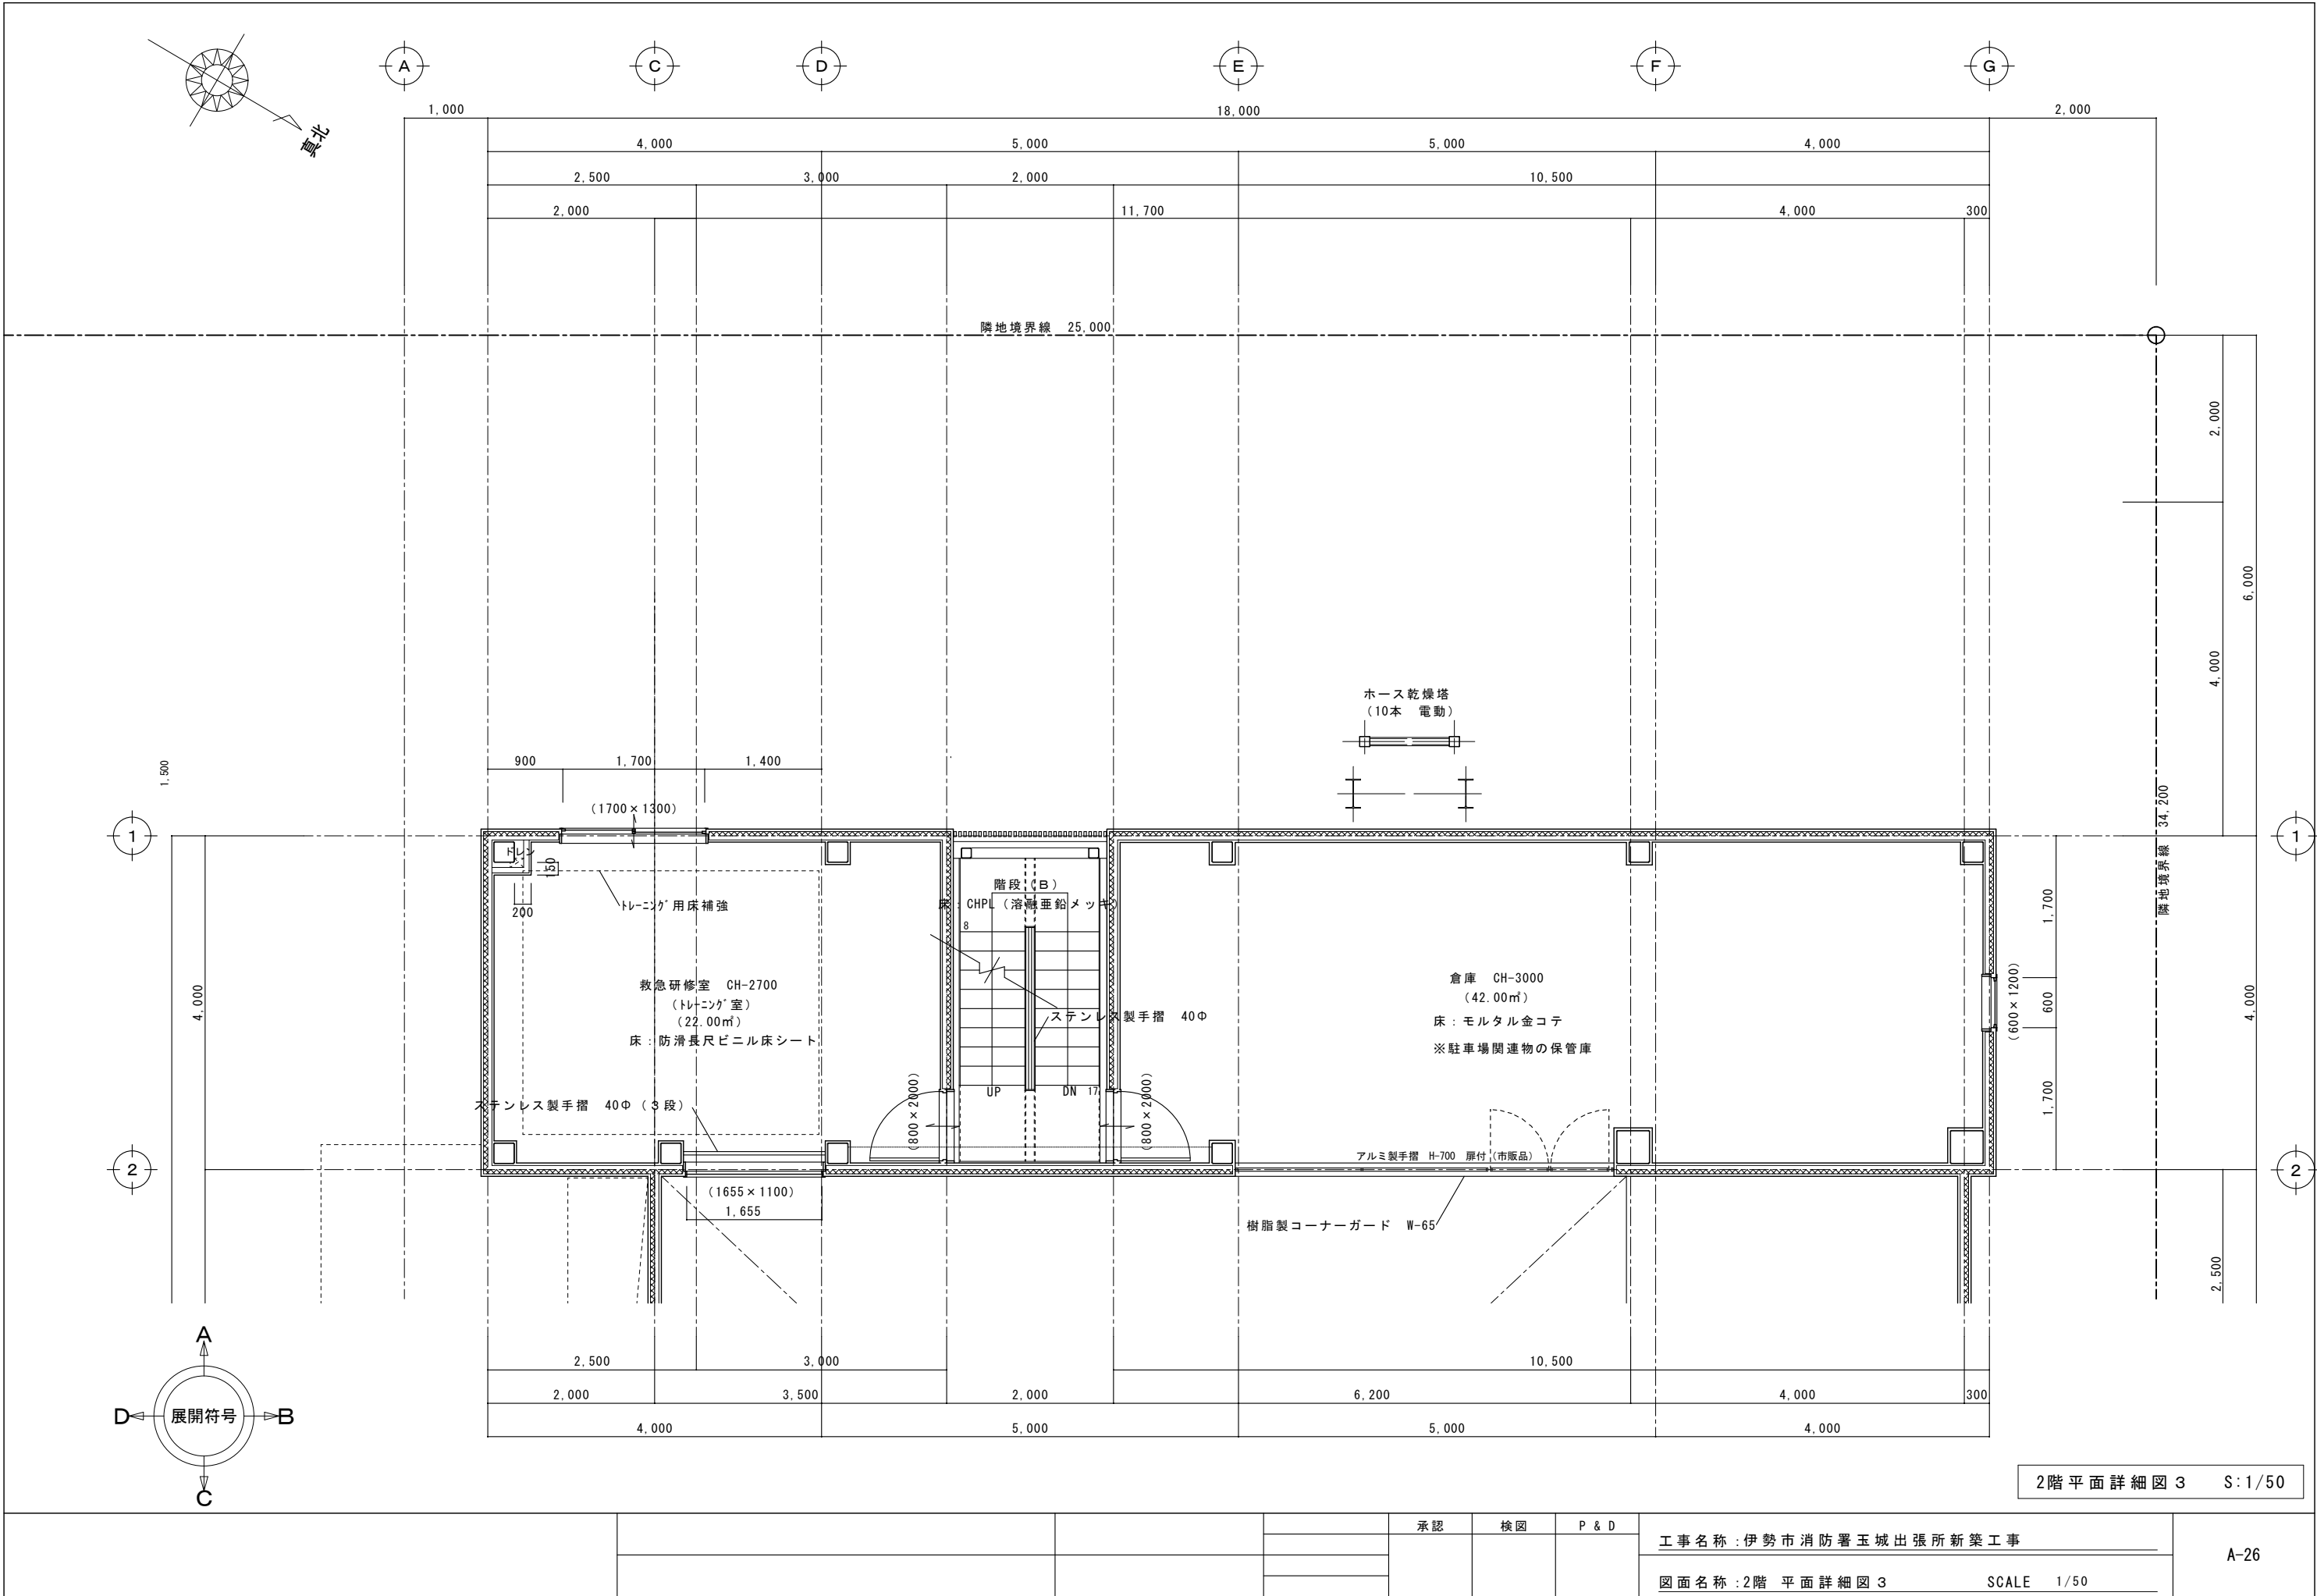 A
C
D
E
F
G
真北
1,000
18,000
2,000
4,000
5,000
5,000
4,000
2,500
3,000
2,000
10,500
2,000
11,700
4,000
300
隣地境界線　25,000
2,000
6,000
4,000
ホース乾燥塔
（10本　電動）
1,500
900
1,700
1,400
（1700×1300）
隣地境界線　34,200
1
1
ドレン
150
200
ﾄﾚｰﾆﾝｸﾞ用床補強
階段（B）
床：CHPL（溶融亜鉛メッキ）
8
1,700
4,000
救急研修室　CH-2700
（ﾄﾚｰﾆﾝｸﾞ室）
（22.00㎡）
床：防滑長尺ビニル床シート
ステンレス製手摺　40Φ
倉庫　CH-3000
（42.00㎡）
床：モルタル金コテ
※駐車場関連物の保管庫
（600×1200）
600
4,000
UP
DN　17
（800×2000）
（800×2000）
1,700
ステンレス製手摺　40Φ（3段）
アルミ製手摺　H-700　扉付（市販品）
2
2
（1655×1100）
1,655
樹脂製コーナーガード　W-65
2,500
2,500
3,000
10,500
2,000
3,500
2,000
6,200
4,000
300
4,000
5,000
5,000
4,000
A
D
展開符号
B
C
2階平面詳細図３　S:1/50
承認
検図
P & D
工事名称：伊勢市消防署玉城出張所新築工事
A-26
図面名称：2階　平面詳細図３　SCALE　1/50